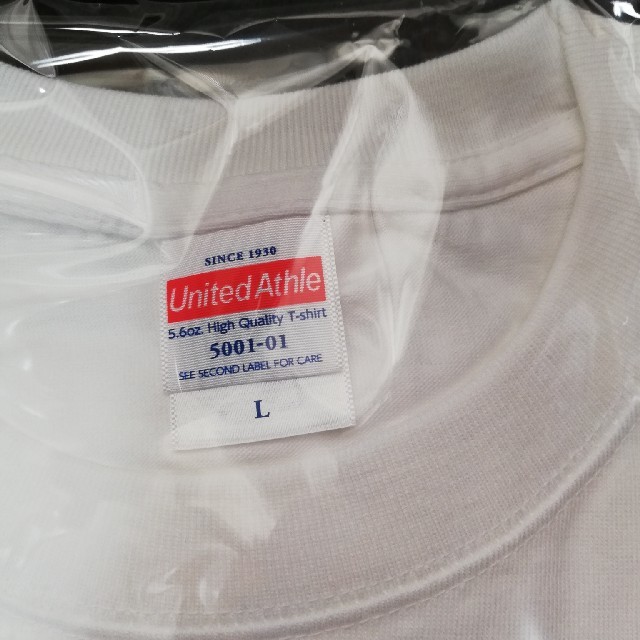 SINCE 1930
United Athle
5.6oz. High Quality T-shirt
5001-01
SEE SECOND LABEL FOR CARE
L